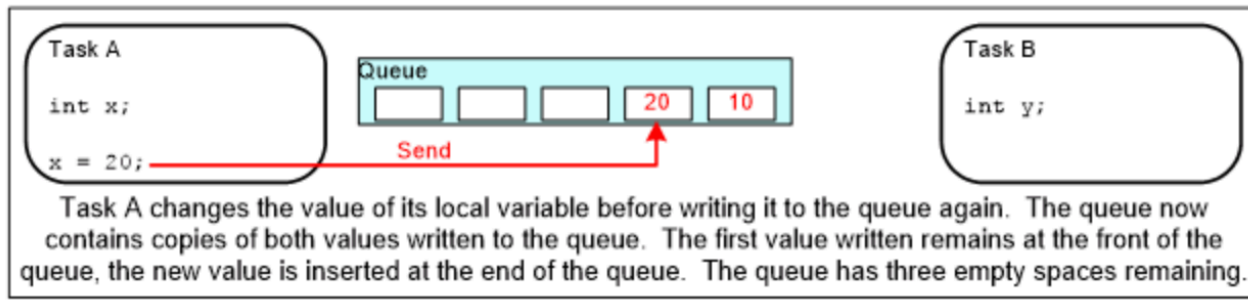 Task A
int x;
x = 20;
Queue
20 10
Send
Task B
int y;
Task A changes the value of its local variable before writing it to the queue again. The queue now
contains copies of both values written to the queue. The first value written remains at the front of the
queue, the new value is inserted at the end of the queue. The queue has three empty spaces remaining.